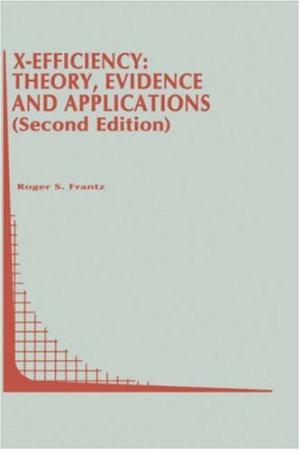 X-EFFICIENCY:
THEORY, EVIDENCE
AND APPLICATIONS
(Second Edition)
Roger S. Frantz